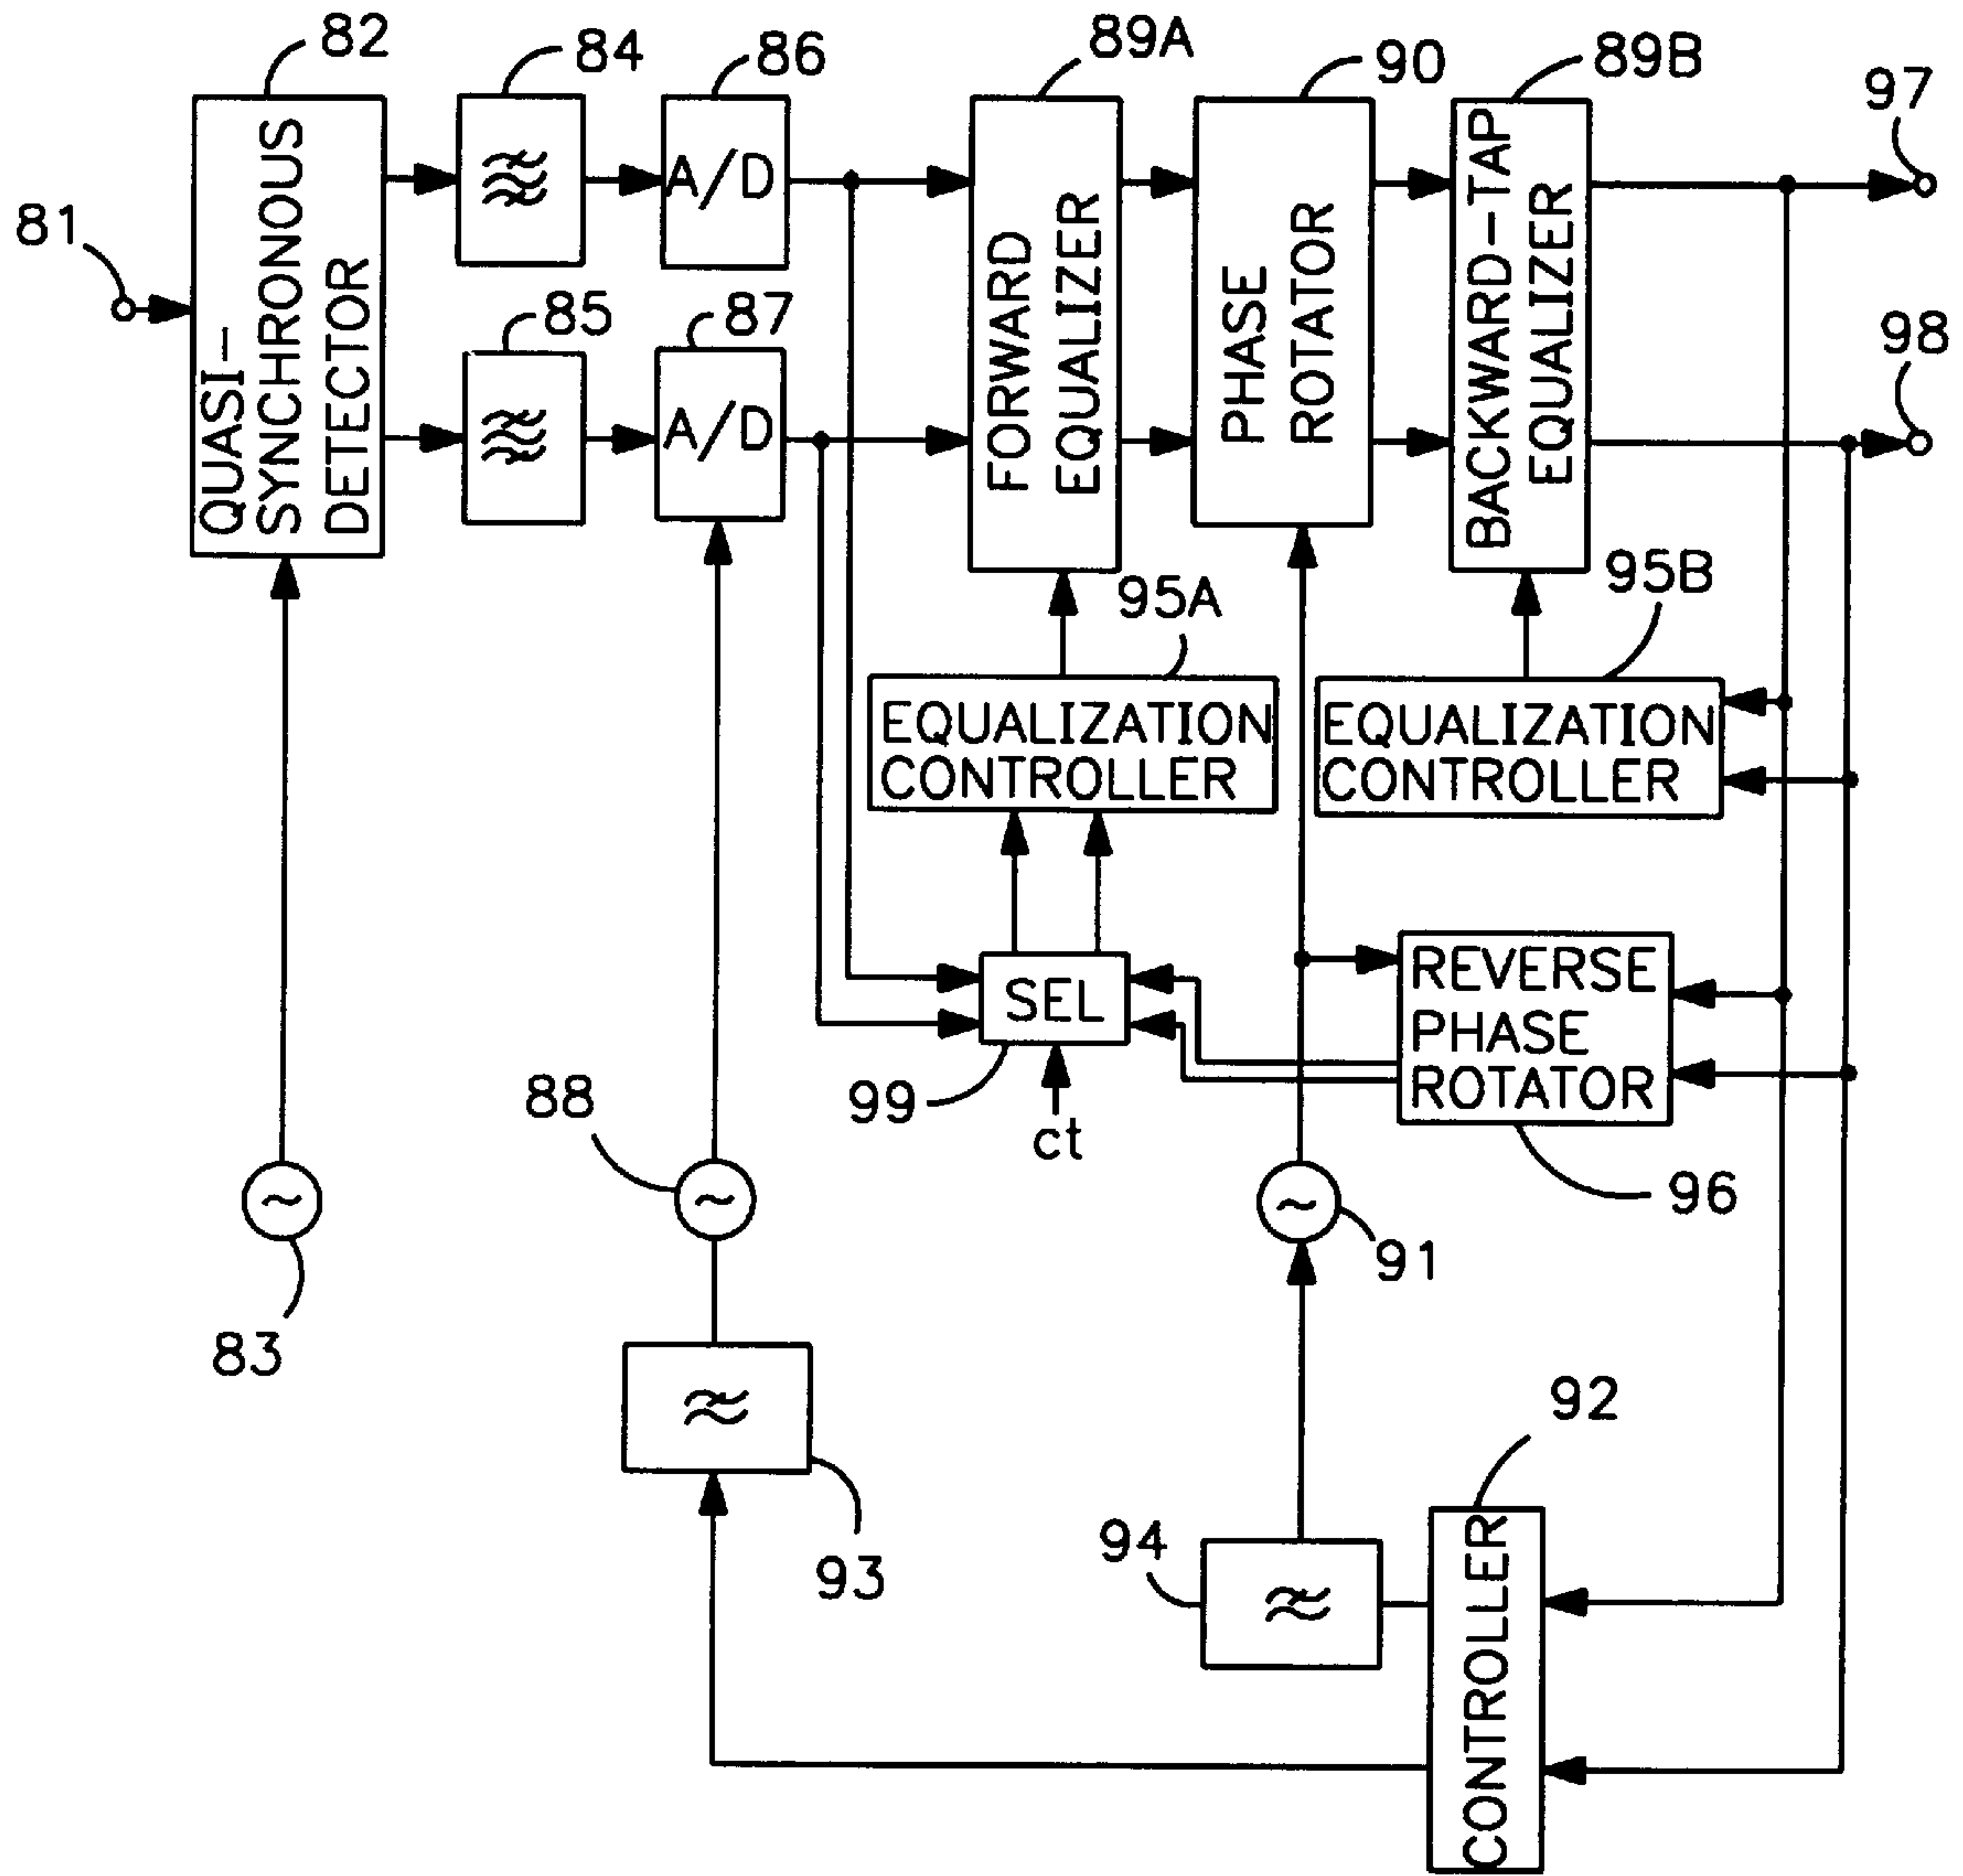 82
84
86
89A
90
89B
97
81
QUASI-
SYNCHRONOUS
DETECTOR
A/D
FORWARD
EQUALIZER
PHASE
ROTATOR
BACKWARD-TAP
EQUALIZER
85
87
A/D
98
95A
95B
EQUALIZATION
CONTROLLER
EQUALIZATION
CONTROLLER
SEL
REVERSE
PHASE
ROTATOR
99
ct
88
96
91
83
92
93
94
CONTROLLER